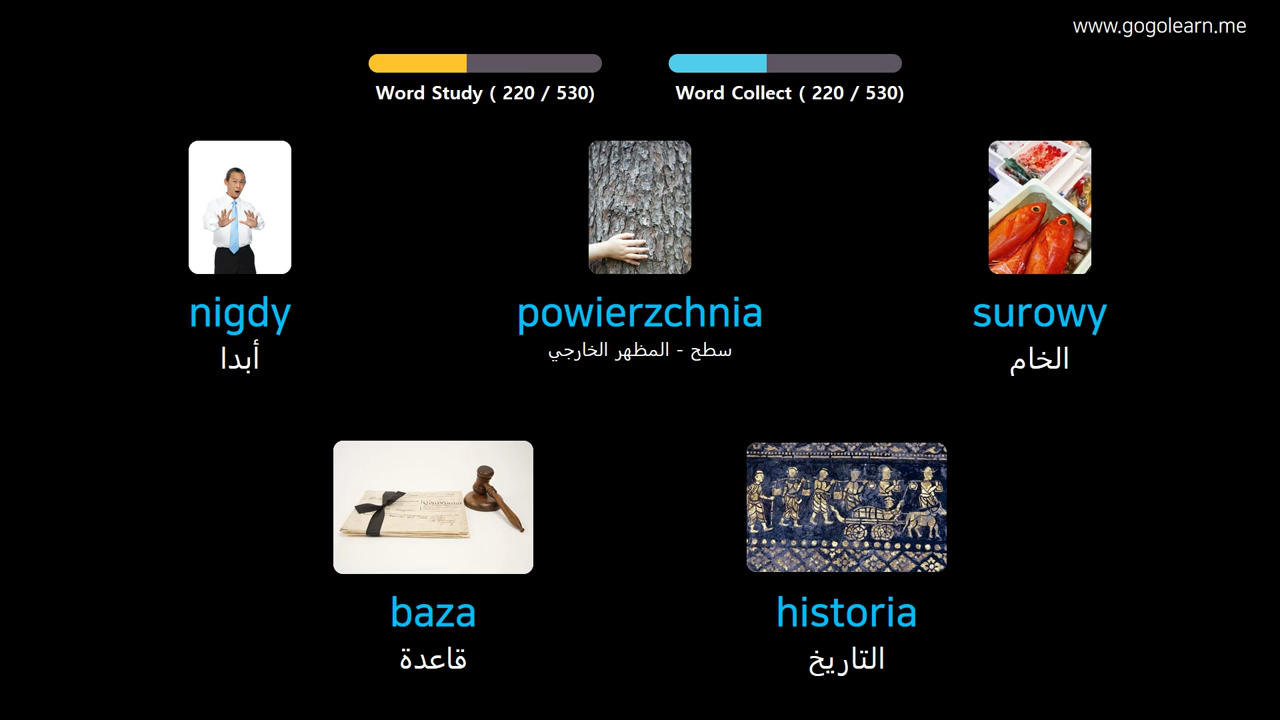 www.gogolearn.me
Word Study ( 220 / 530)
Word Collect ( 220 / 530)
nigdy
أبدا
powierzchnia
سطح - المظهر الخارجي
surowy
الخام
baza
قاعدة
historia
التاريخ